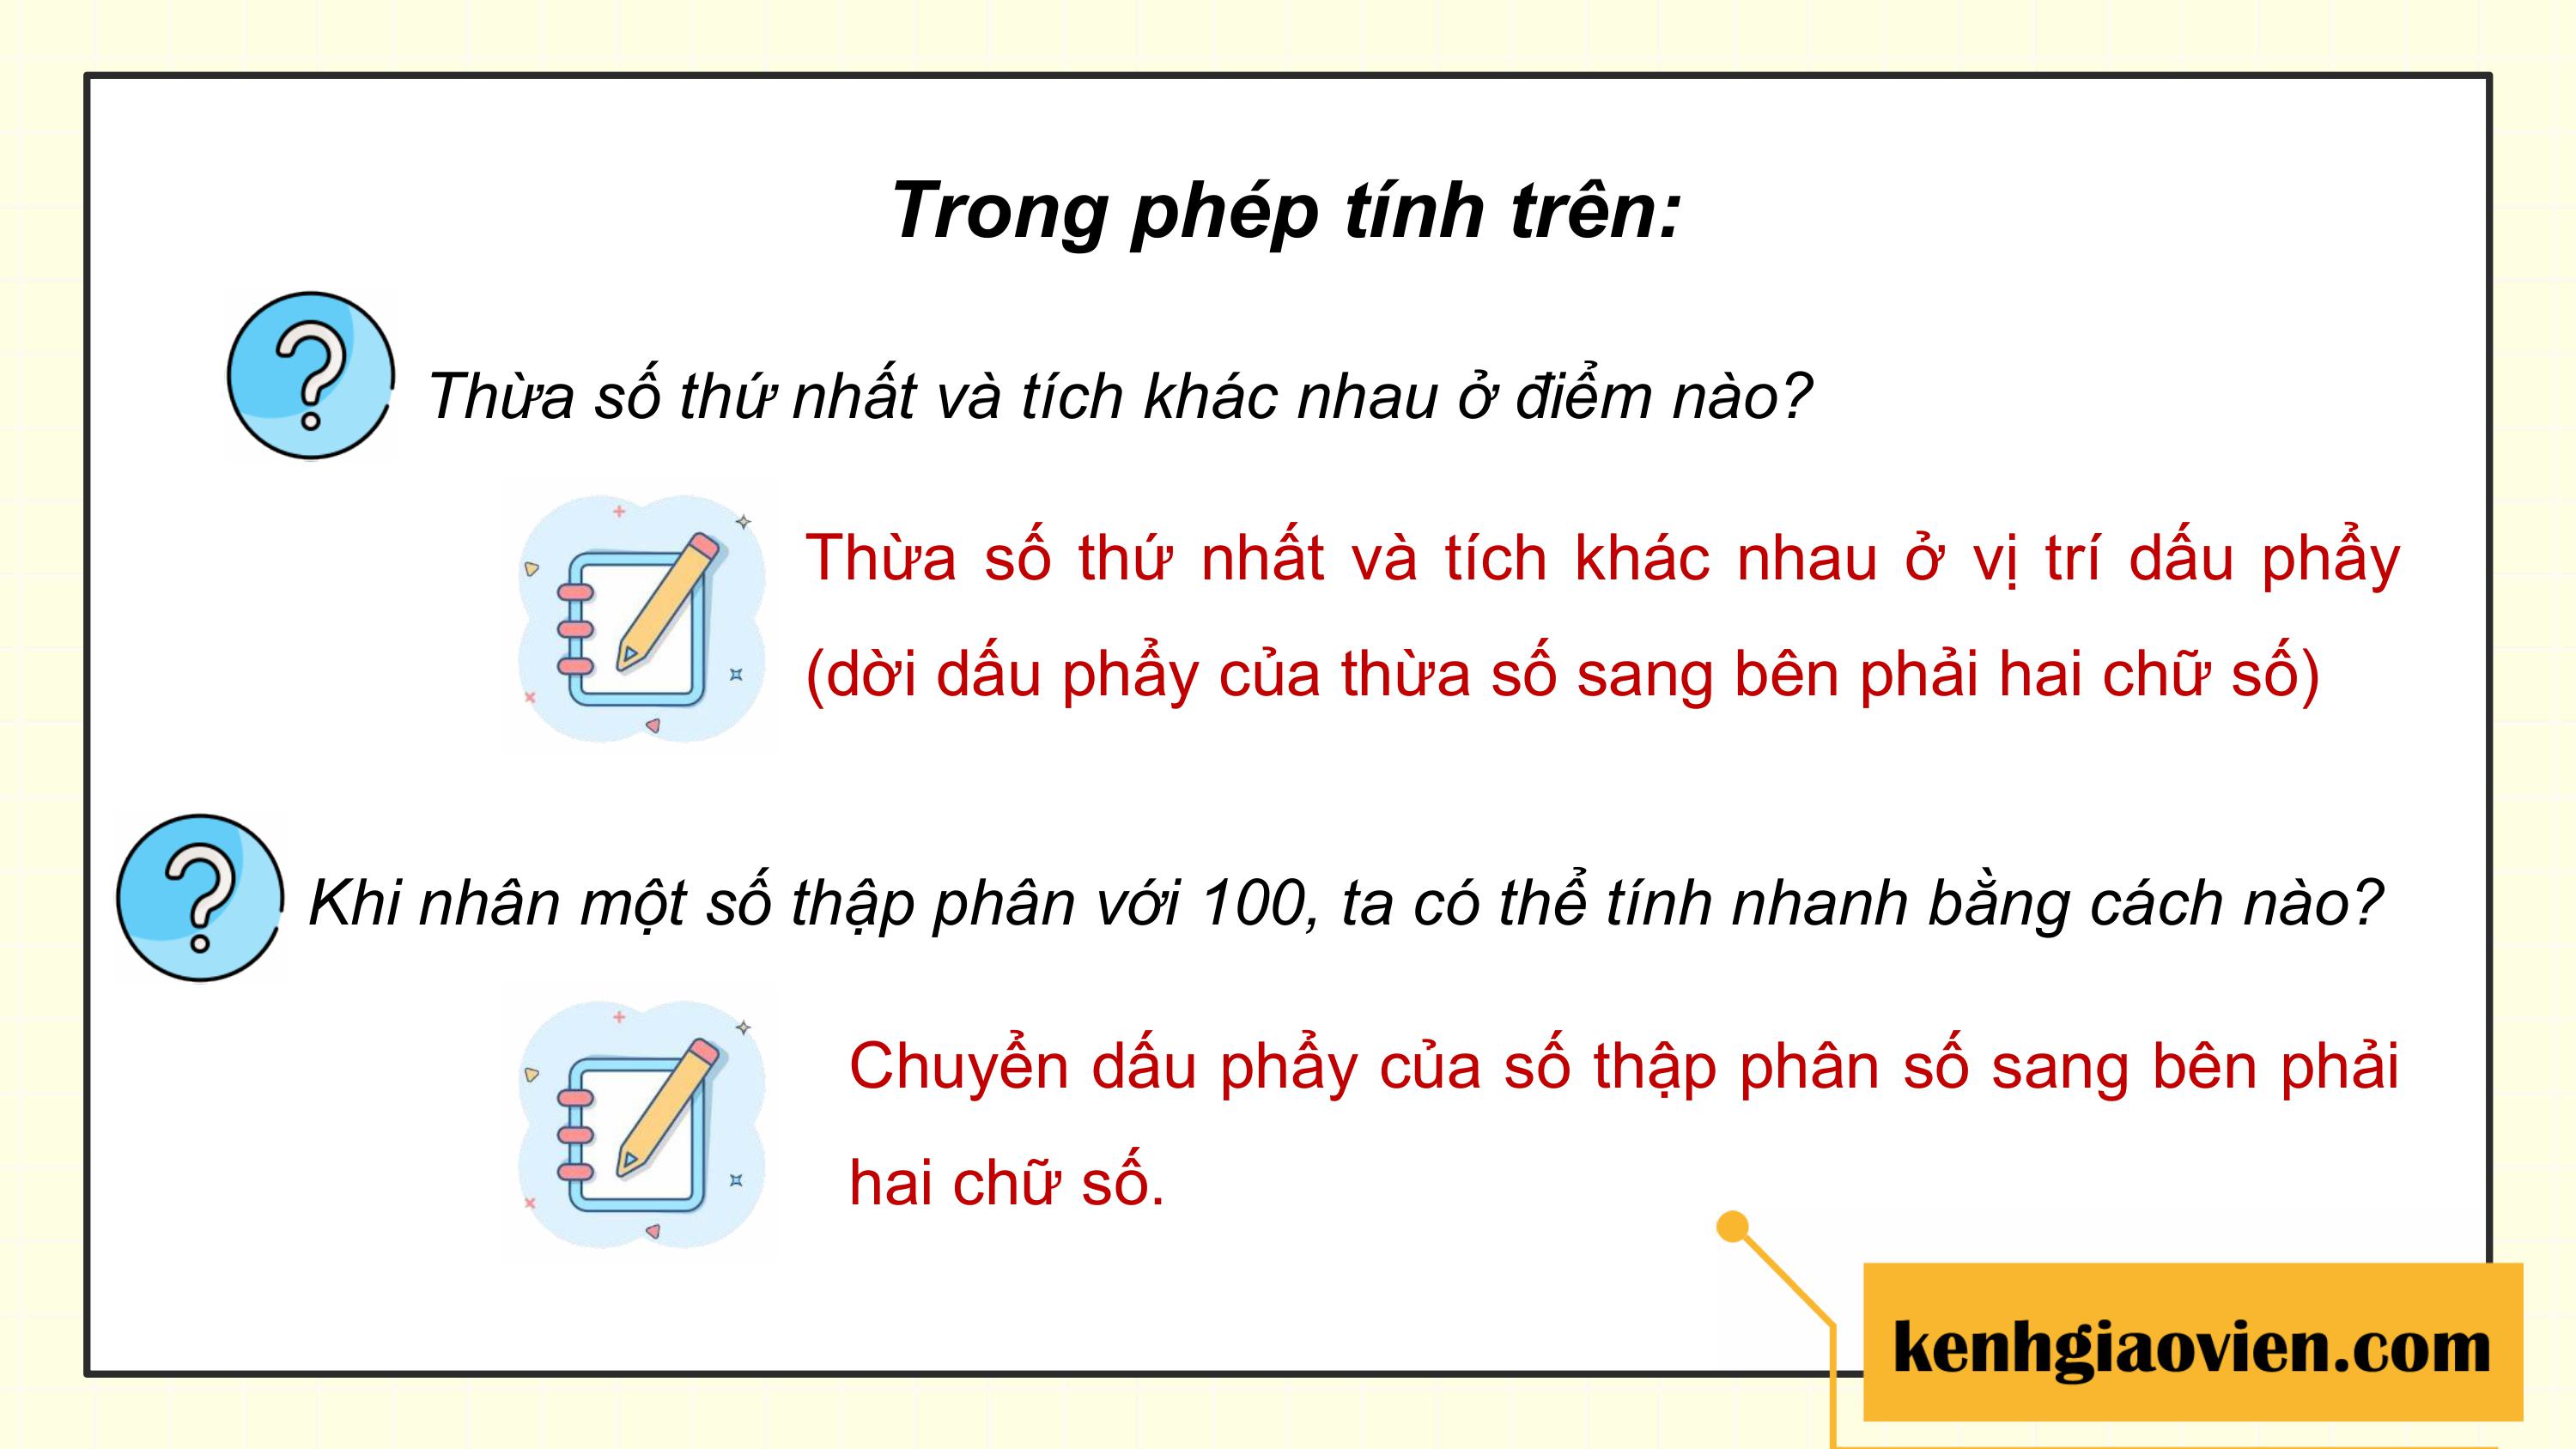 Trong phép tính trên:
Thừa số thứ nhất và tích khác nhau ở điểm nào?
Thừa số thứ nhất và tích khác nhau ở vị trí dấu phẩy
(dời dấu phẩy của thừa số sang bên phải hai chữ số)
Khi nhân một số thập phân với 100, ta có thể tính nhanh bằng cách nào?
Chuyển dấu phẩy của số thập phân số sang bên phải
hai chữ số.
kenhgiaovien.com